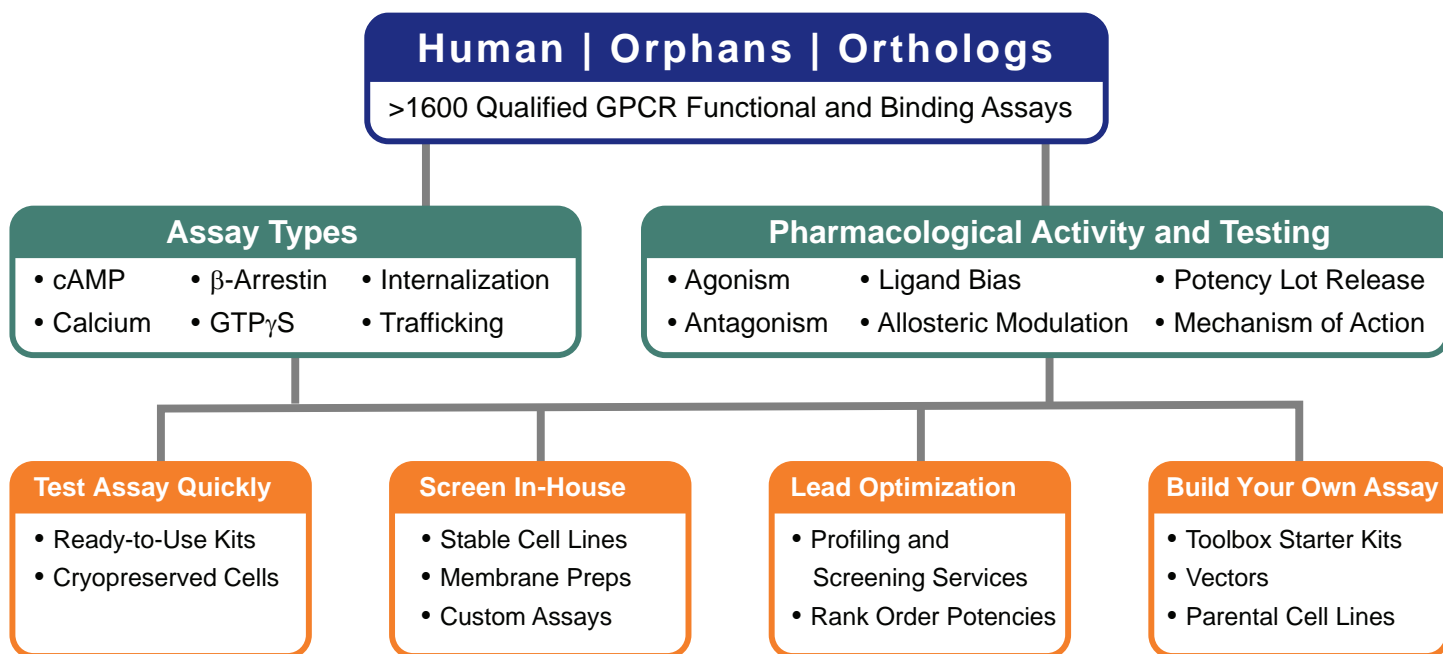 Human | Orphans | Orthologs
>1600 Qualified GPCR Functional and Binding Assays
Assay Types
• cAMP • β-Arrestin • Internalization
• Calcium • GTPγS • Trafficking
Pharmacological Activity and Testing
• Agonism • Ligand Bias • Potency Lot Release
• Antagonism • Allosteric Modulation • Mechanism of Action
Test Assay Quickly
• Ready-to-Use Kits
• Cryopreserved Cells
Screen In-House
• Stable Cell Lines
• Membrane Preps
• Custom Assays
Lead Optimization
• Profiling and
Screening Services
• Rank Order Potencies
Build Your Own Assay
• Toolbox Starter Kits
• Vectors
• Parental Cell Lines